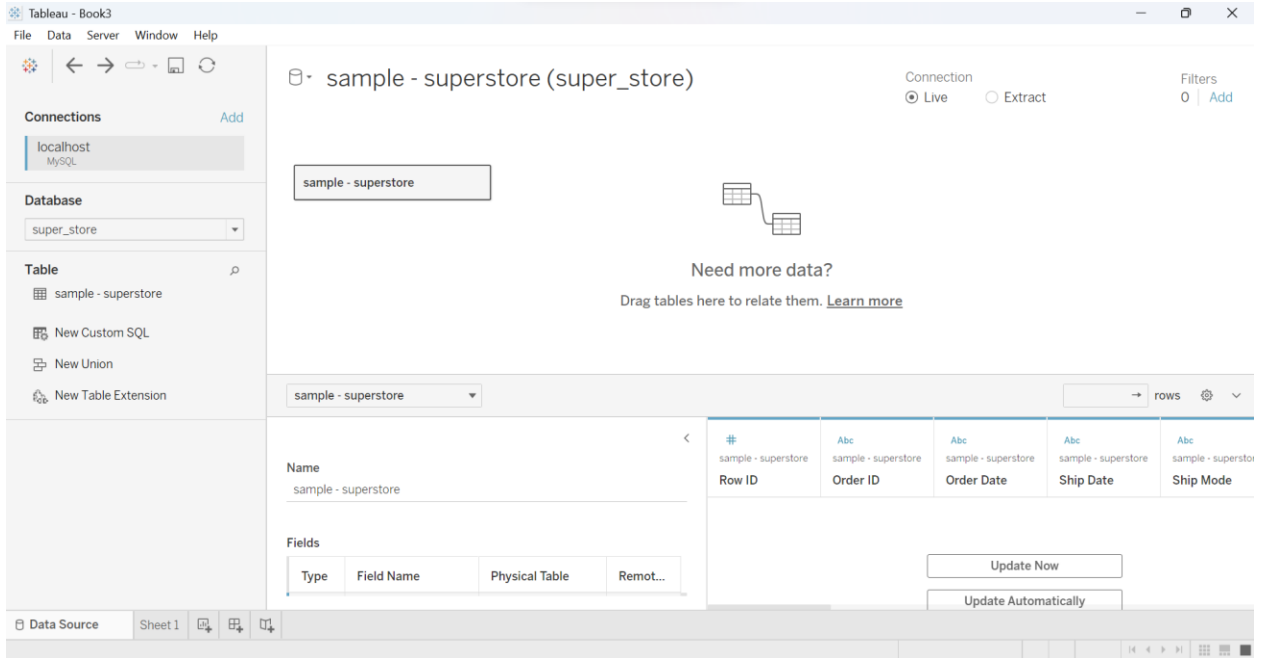 Tableau - Book3
File Data Server Window Help
sample - superstore (super_store)
Connection
Live Extract
Filters
0 Add
Connections Add
localhost
MySQL
Database
super_store
Table
sample - superstore
New Custom SQL
New Union
New Table Extension
sample - superstore
Need more data?
Drag tables here to relate them. Learn more
sample - superstore
rows
Name
sample - superstore
Fields
Type Field Name Physical Table Remot...
# Abc Abc Abc Abc
sample - superstore sample - superstore sample - superstore sample - superstore sample - superstor
Row ID Order ID Order Date Ship Date Ship Mode
Update Now
Update Automatically
Data Source Sheet 1